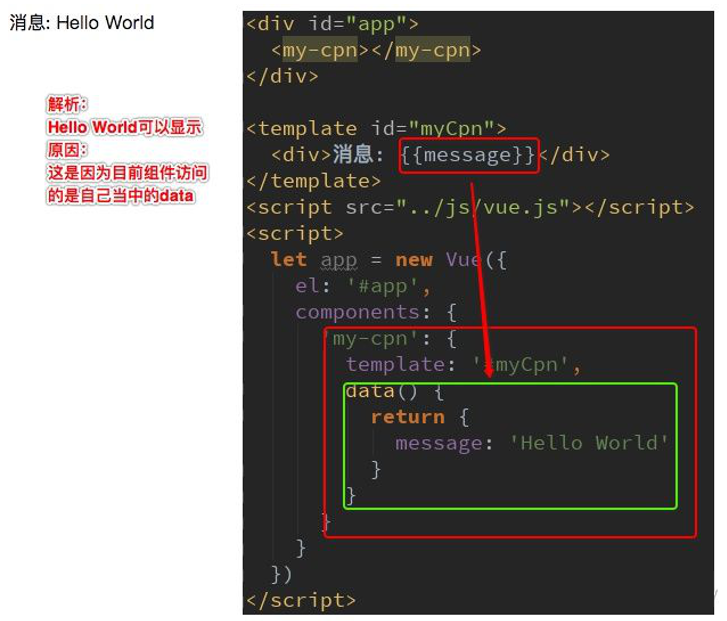 消息: Hello World
解析：
Hello World可以显示
原因：
这是因为目前组件访问
的是自己当中的data
<div id="app">
<my-cpn></my-cpn>
</div>
<template id="myCpn">
<div>消息: {{message}}</div>
</template>
<script src="../js/vue.js"></script>
<script>
let app = new Vue({
el: '#app',
components: {
'my-cpn': {
template: '#myCpn',
data() {
return {
message: 'Hello World'
}
}
}
}
})
</script>